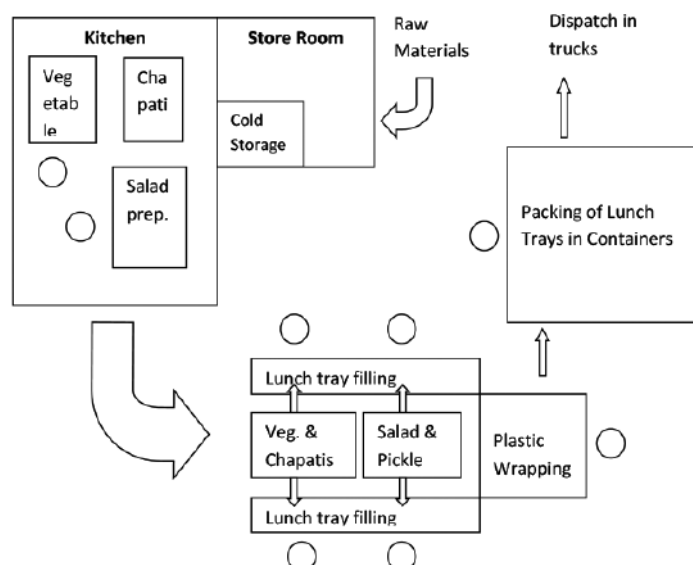 Kitchen
Store Room
Raw
Materials
Dispatch in
trucks
Veg
etab
le
Cha
pati
Cold
Storage
Salad
prep.
Packing of Lunch
Trays in Containers
Lunch tray filling
Veg. &
Chapatis
Salad &
Pickle
Plastic
Wrapping
Lunch tray filling